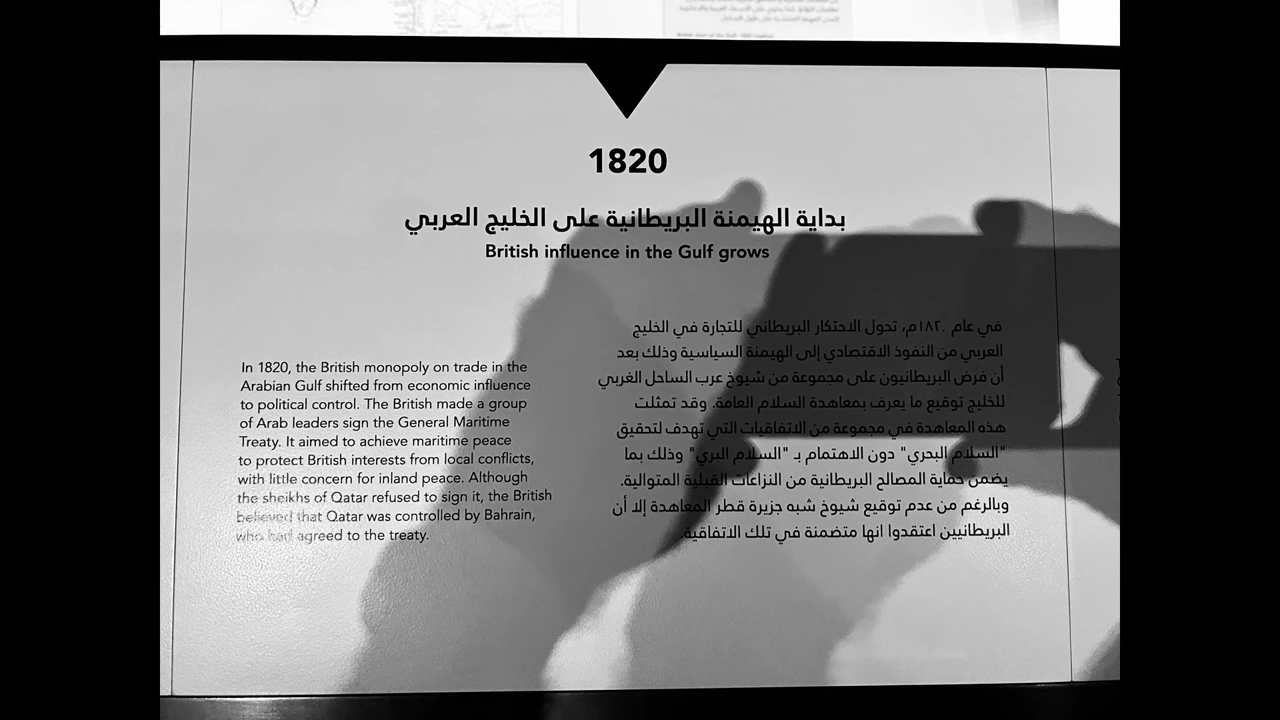 1820
بداية الهيمنة البريطانية على الخليج العربي
British influence in the Gulf grows
In 1820, the British monopoly on trade in the
Arabian Gulf shifted from economic influence
to political control. The British made a group
of Arab leaders sign the General Maritime
Treaty. It aimed to achieve maritime peace
to protect British interests from local conflicts,
with little concern for inland peace. Although
the sheikhs of Qatar refused to sign it, the British
believed that Qatar was controlled by Bahrain,
who had agreed to the treaty.
في عام ١٨٢٠م، تحول الاحتكار البريطاني للتجارة في الخليج
العربي من النفوذ الاقتصادي إلى الهيمنة السياسية وذلك بعد
أن فرض البريطانيون على مجموعة من شيوخ عرب الساحل الغربي
للخليج توقيع ما يعرف بمعاهدة السلام العامة. وقد تمثلت
هذه المعاهدة في مجموعة من الاتفاقيات التي تهدف لتحقيق
"السلام البحري" دون الاهتمام بـ "السلام البري" وذلك بما
يضمن حماية المصالح البريطانية من النزاعات القبلية المتوالية.
وبالرغم من عدم توقيع شيوخ شبه جزيرة قطر المعاهدة إلا أن
البريطانيين اعتقدوا انها متضمنة في تلك الاتفاقية.